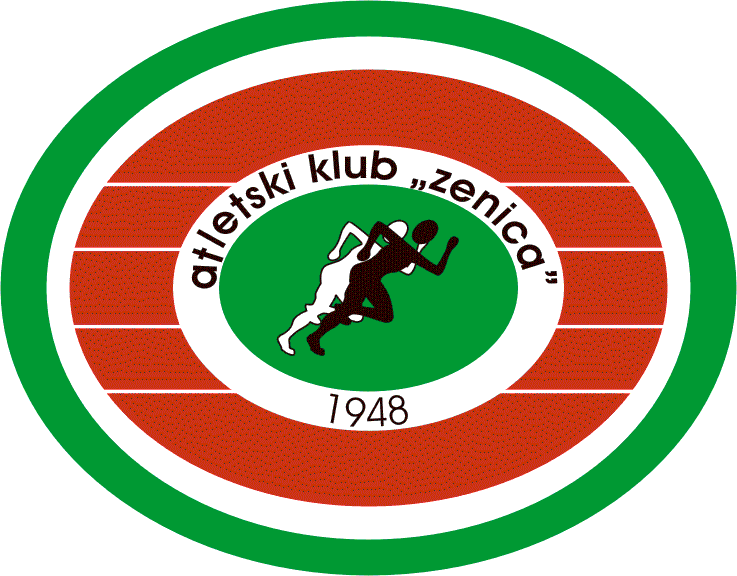 atletski klub „zenica”
1948